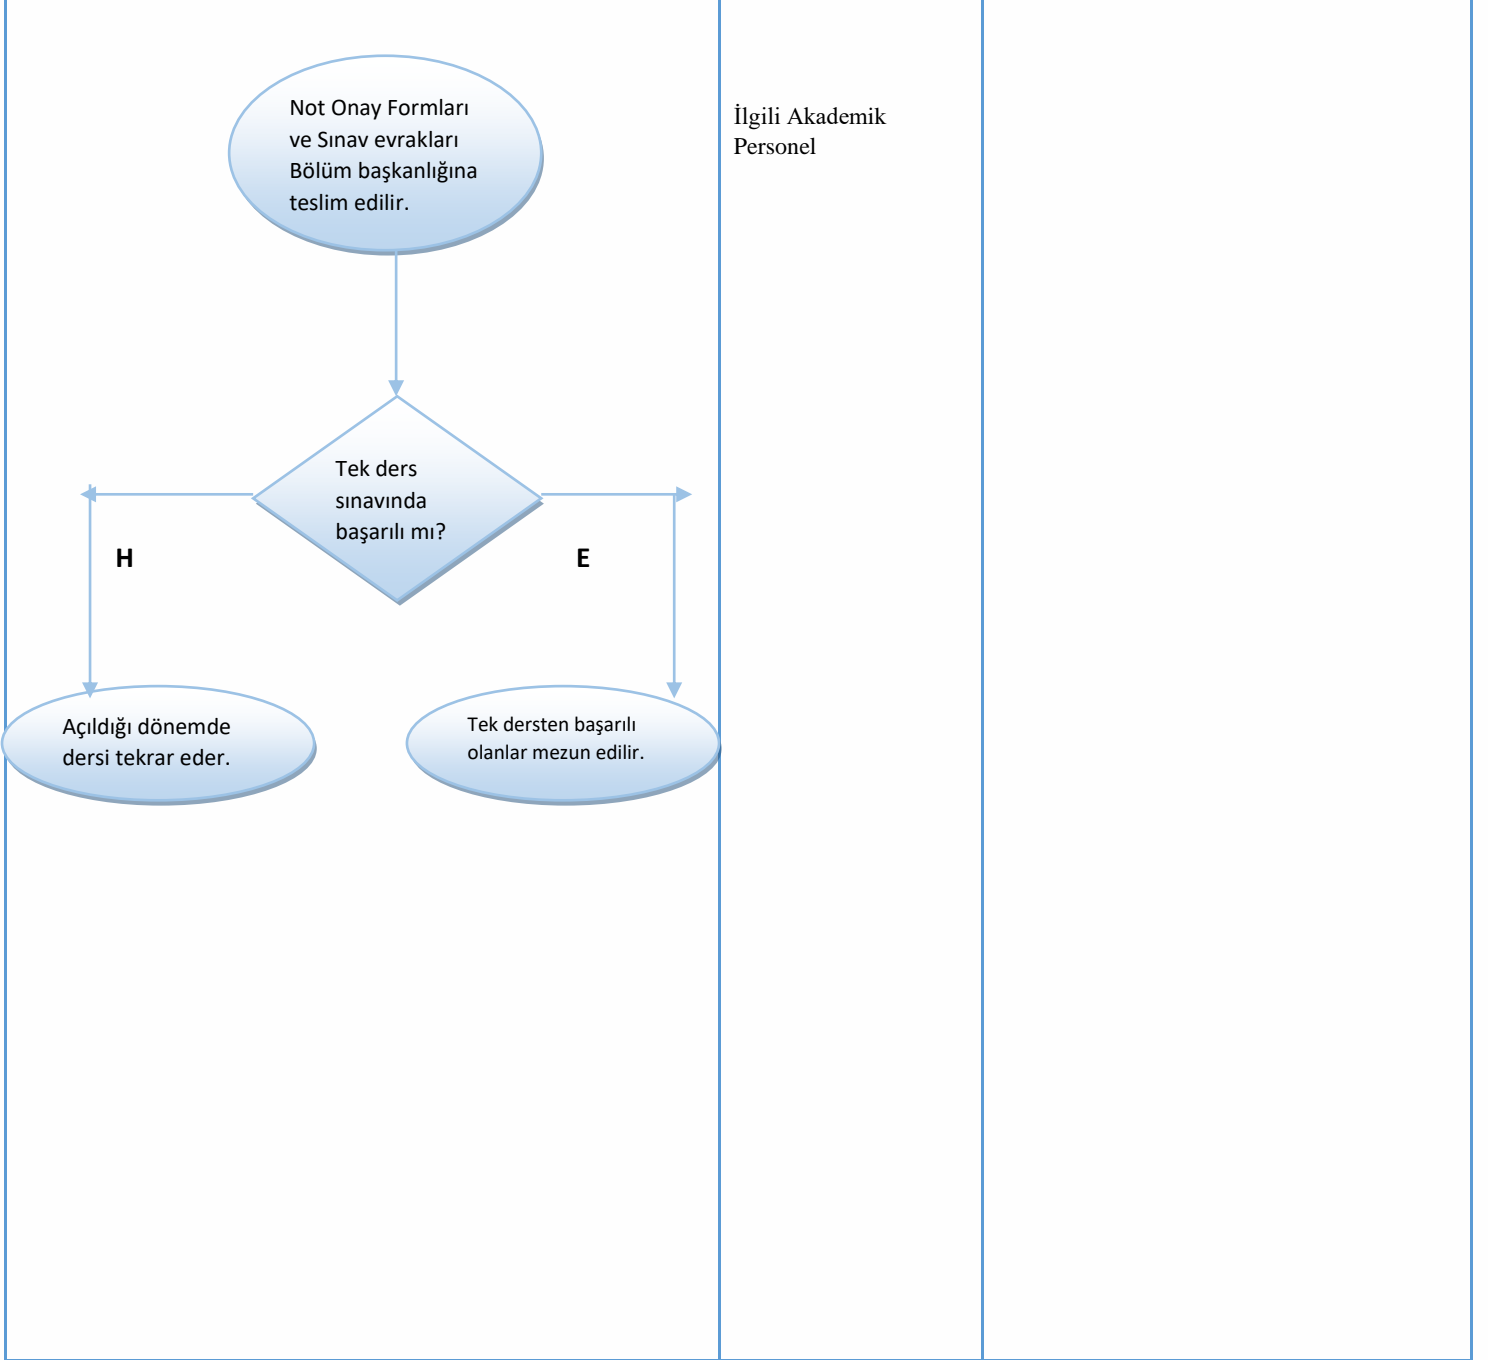 Not Onay Formları
ve Sınav evrakları
Bölüm başkanlığına
teslim edilir.
İlgili Akademik
Personel
Tek ders
sınavında
başarılı mı?
H
E
Açıldığı dönemde
dersi tekrar eder.
Tek dersten başarılı
olanlar mezun edilir.